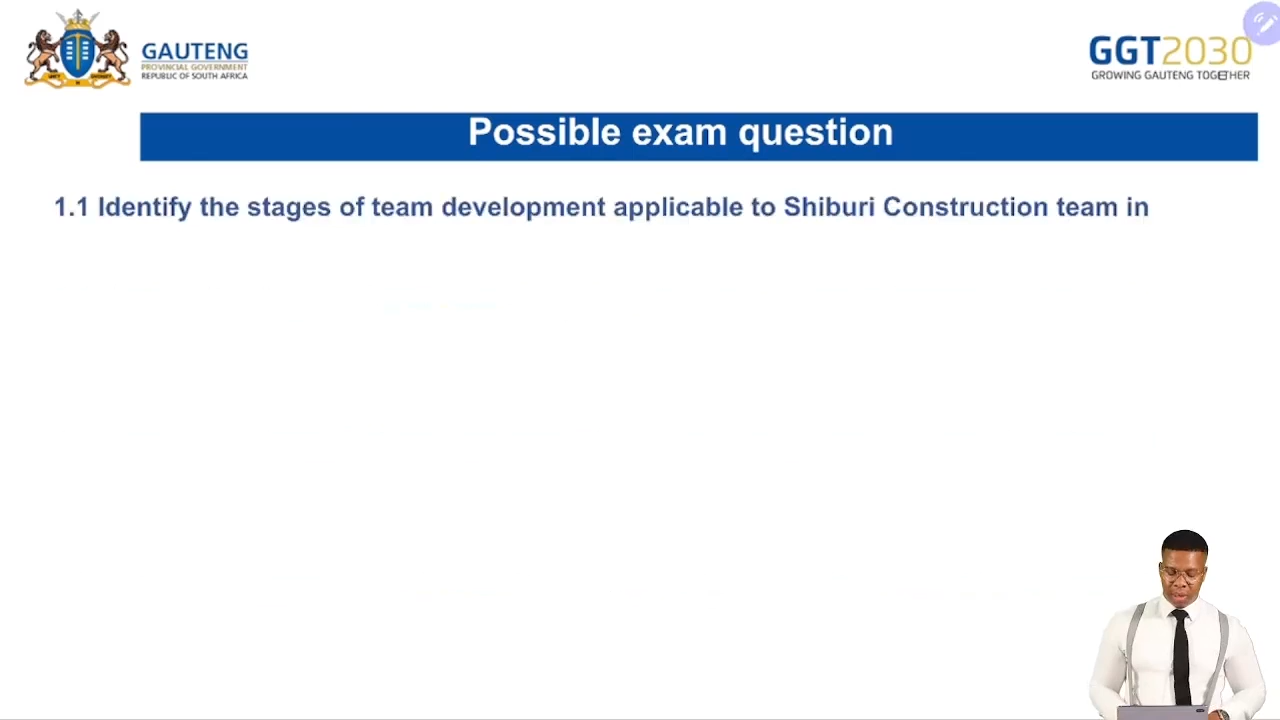 GAUTENG
PROVINCIAL GOVERNMENT
REPUBLIC OF SOUTH AFRICA
GGT2030
GROWING GAUTENG TOGETHER
Possible exam question
1.1 Identify the stages of team development applicable to Shiburi Construction team in